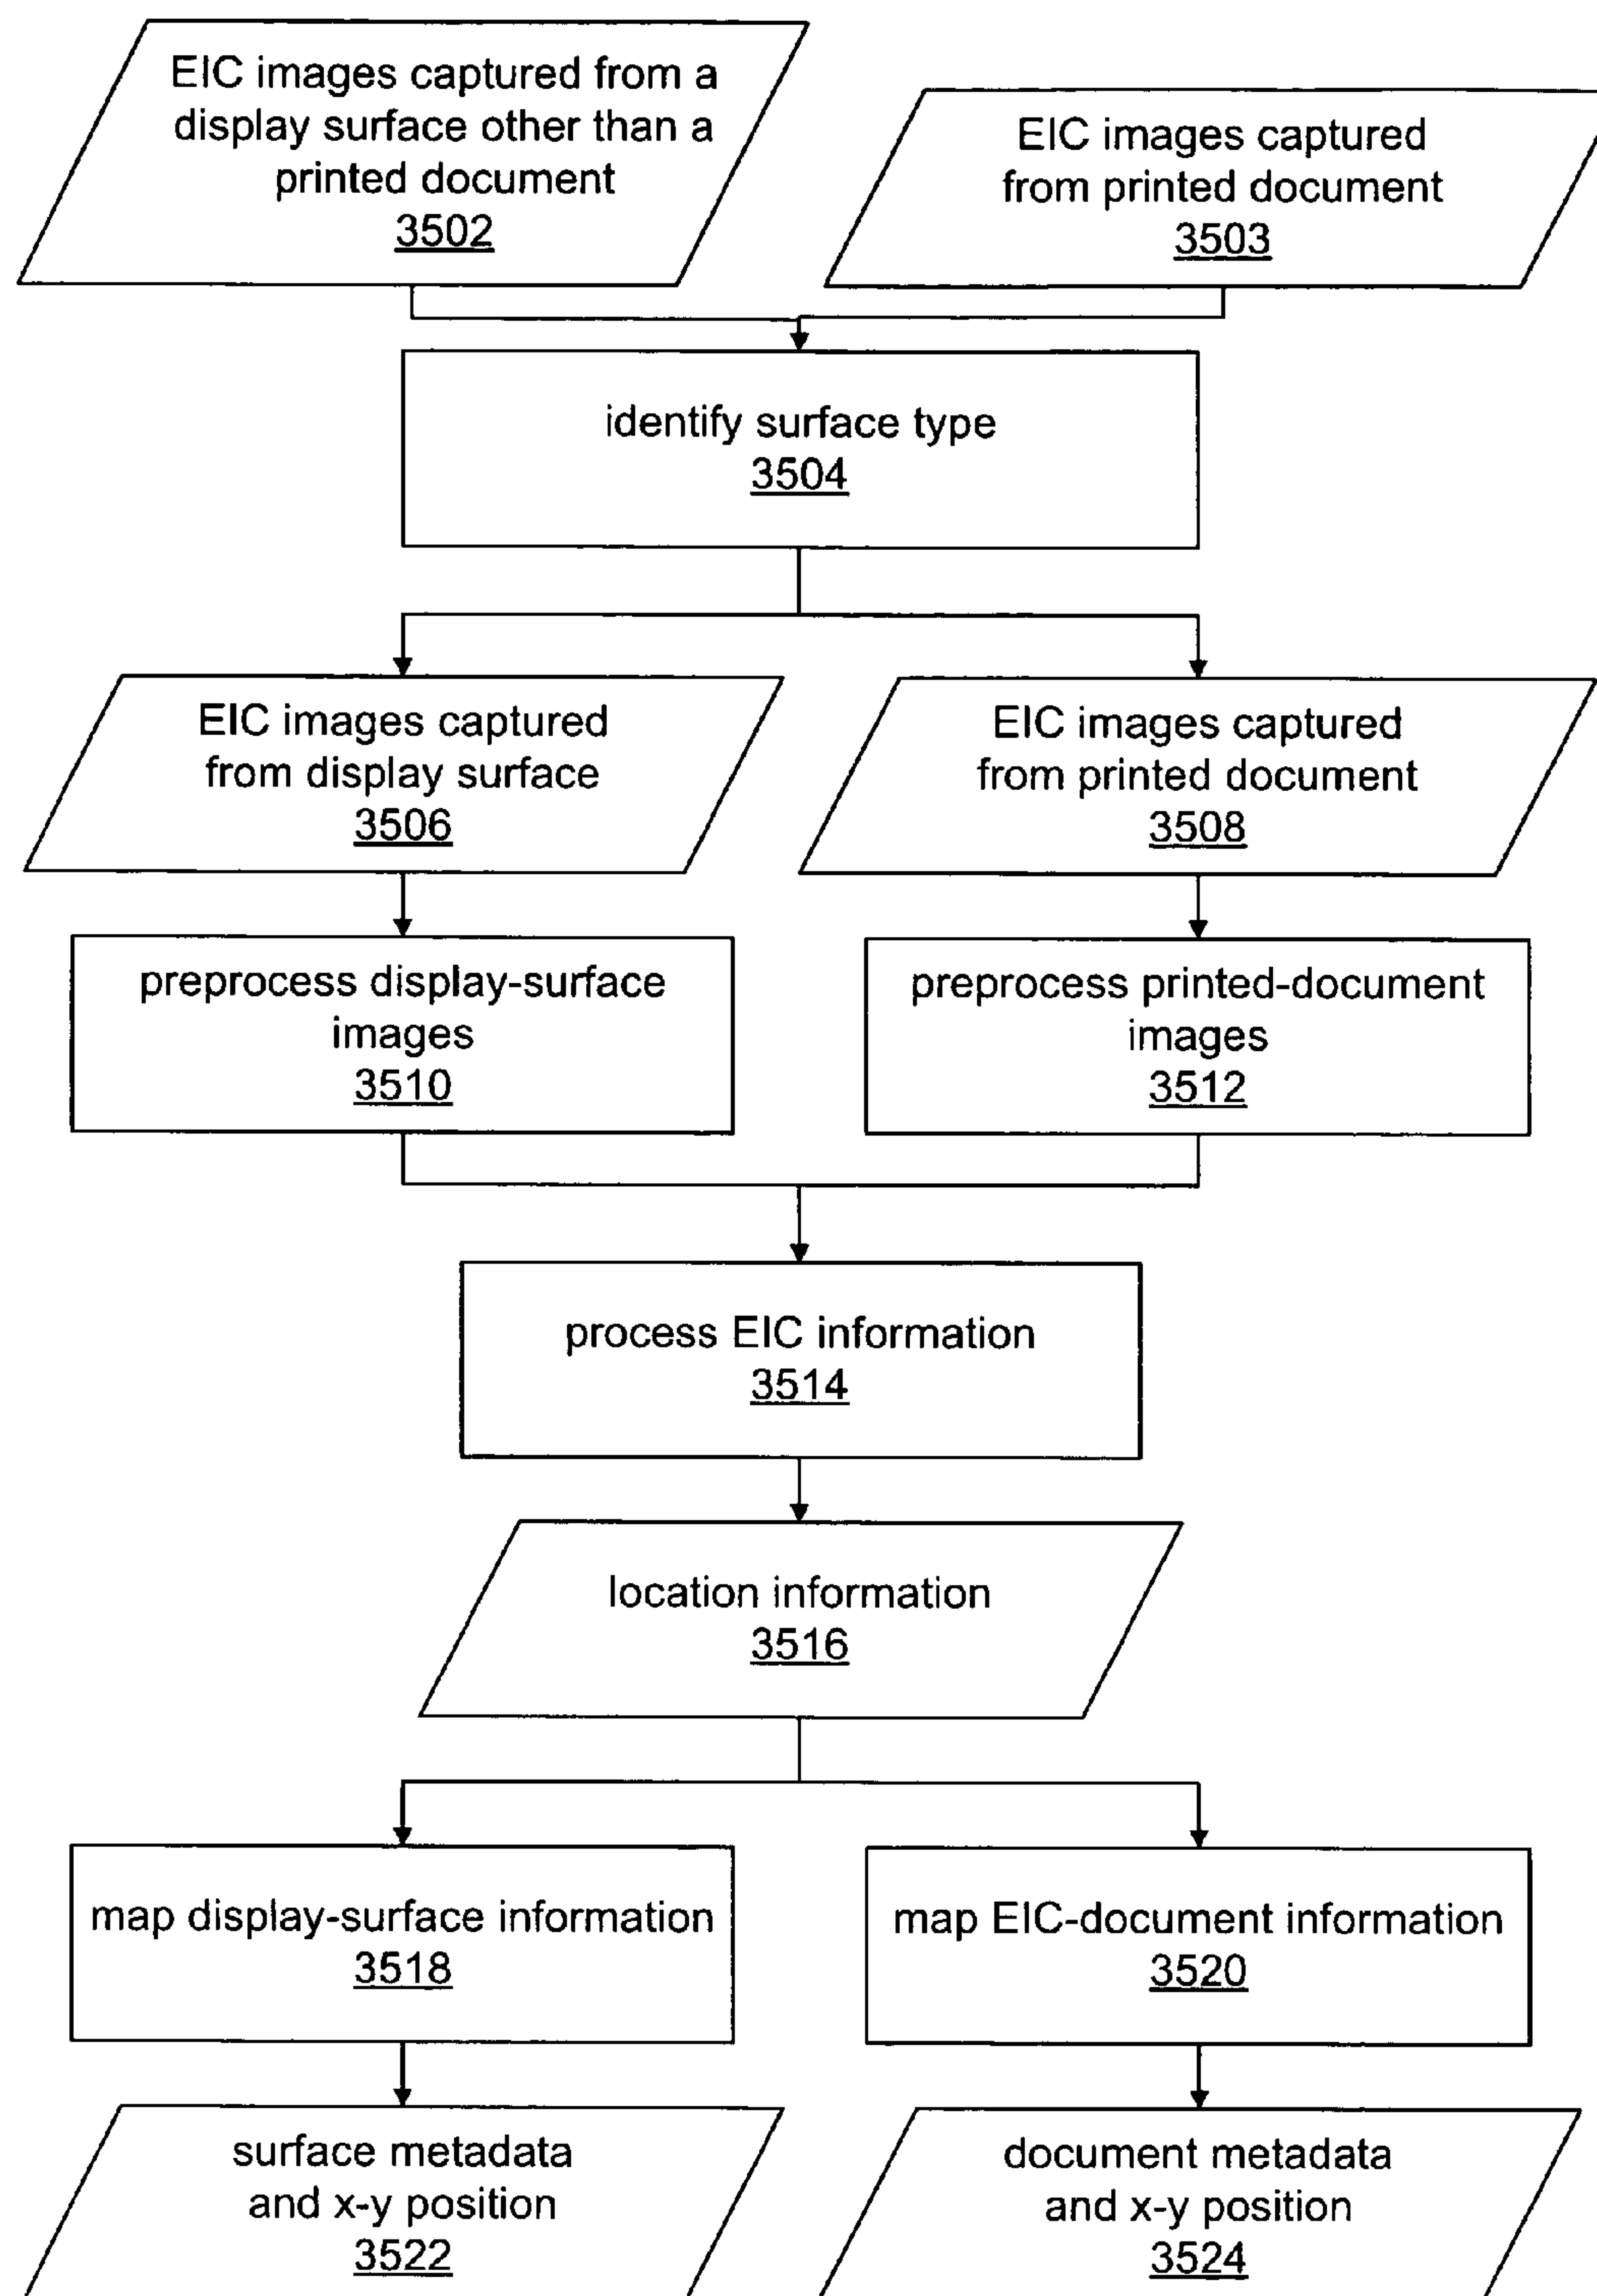 EIC images captured from a
display surface other than a
printed document
3502
EIC images captured
from printed document
3503
identify surface type
3504
EIC images captured
from display surface
3506
EIC images captured
from printed document
3508
preprocess display-surface
images
3510
preprocess printed-document
images
3512
process EIC information
3514
location information
3516
map display-surface information
3518
map EIC-document information
3520
surface metadata
and x-y position
3522
document metadata
and x-y position
3524